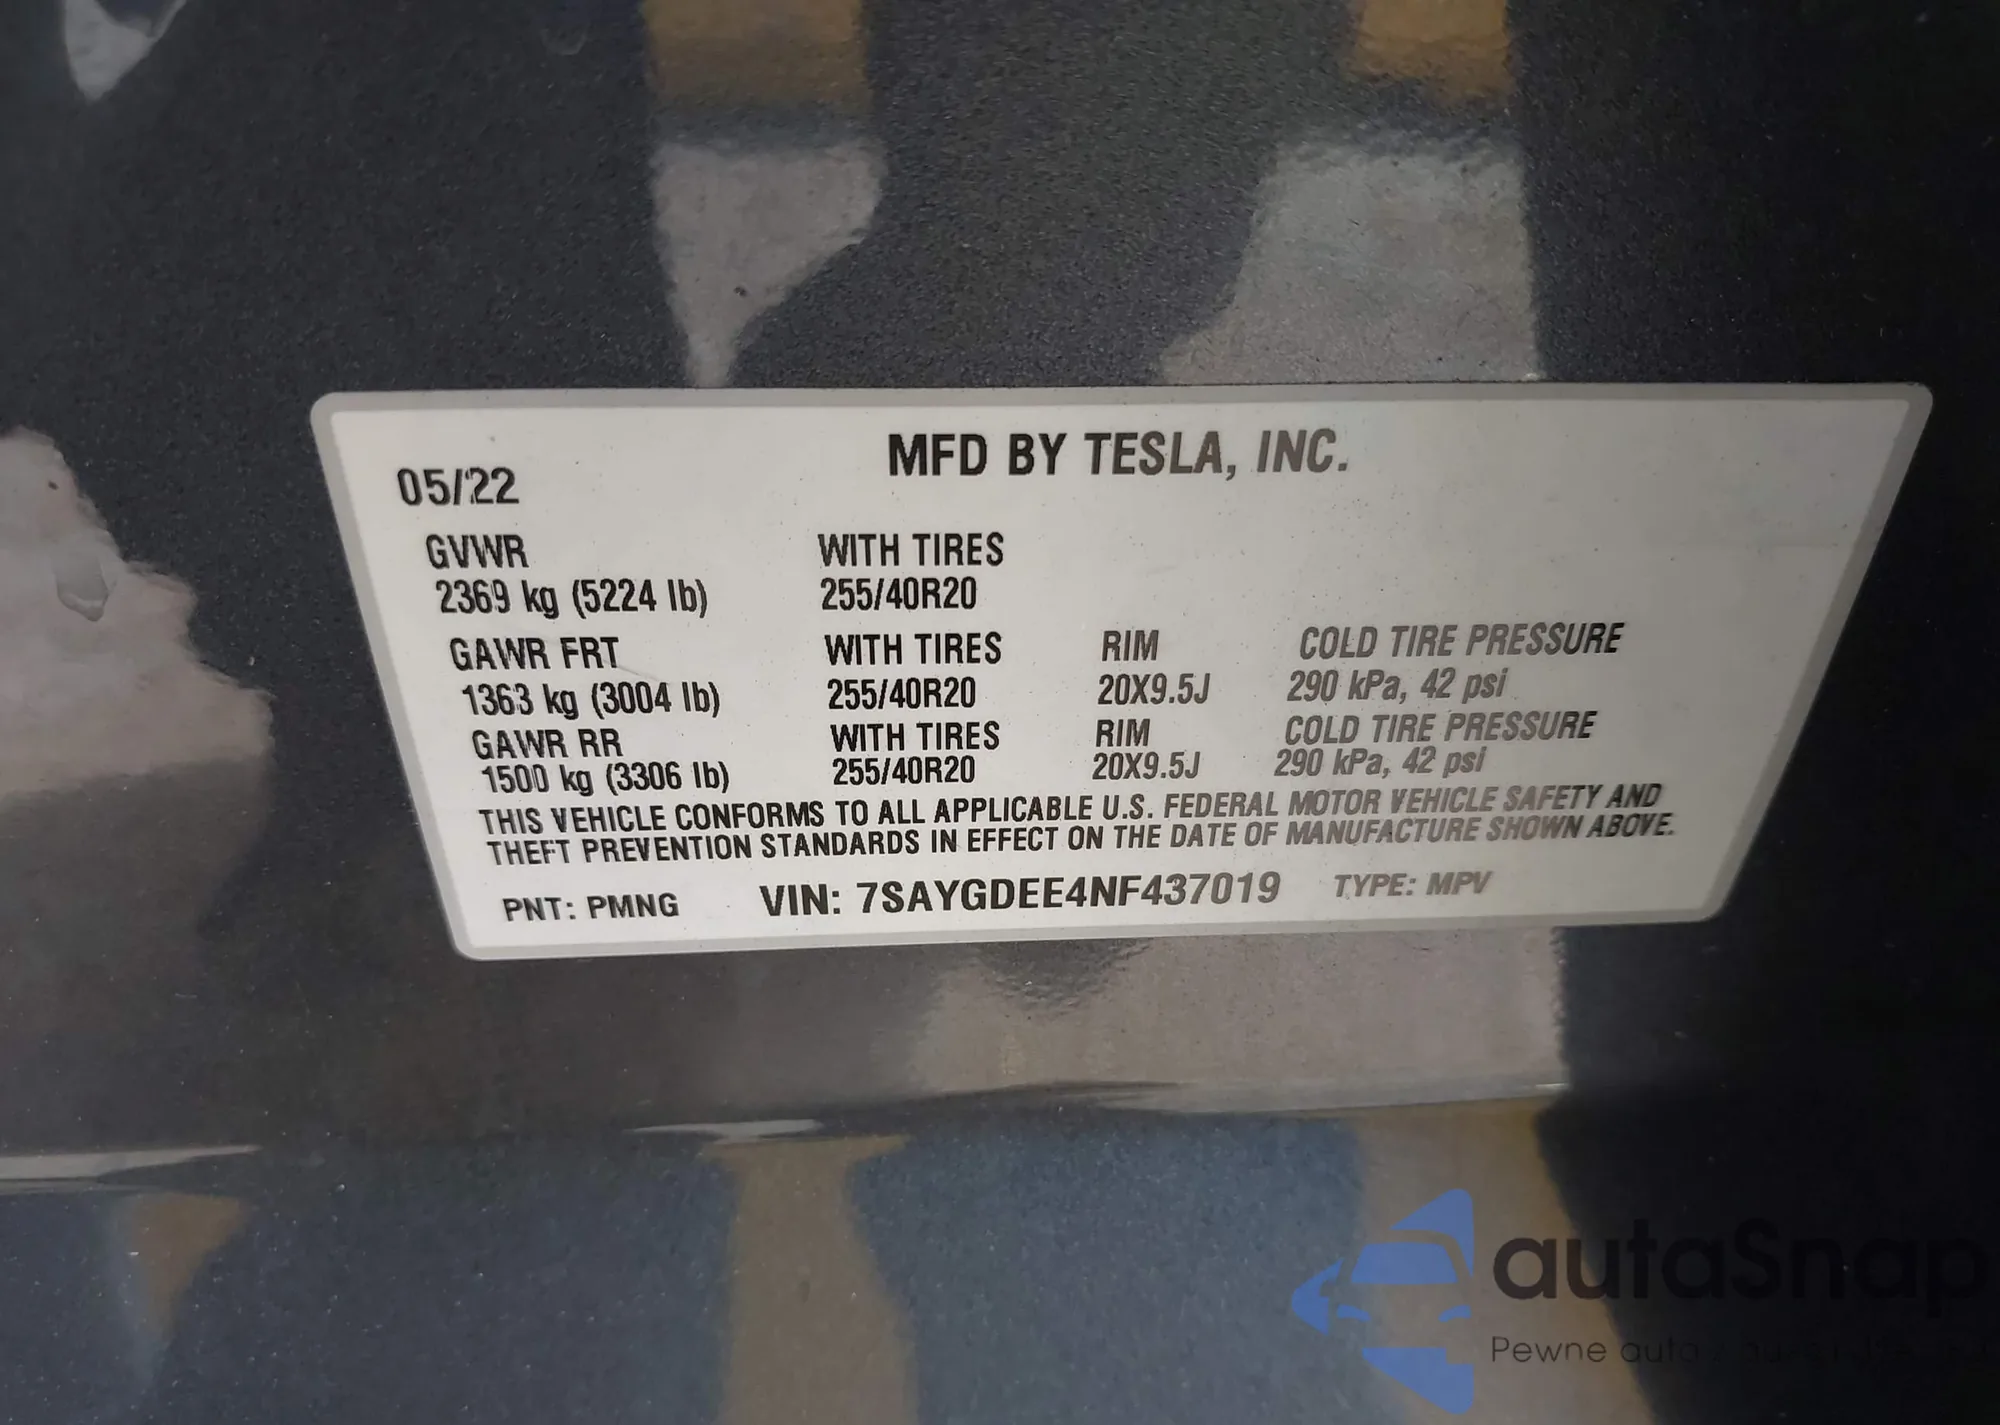 MFD BY TESLA, INC.
05/22
GVWR WITH TIRES
2369 kg (5224 lb) 255/40R20
GAWR FRT WITH TIRES RIM COLD TIRE PRESSURE
1363 kg (3004 lb) 255/40R20 20X9.5J 290 kPa, 42 psi
GAWR RR WITH TIRES RIM COLD TIRE PRESSURE
1500 kg (3306 lb) 255/40R20 20X9.5J 290 kPa, 42 psi
THIS VEHICLE CONFORMS TO ALL APPLICABLE U.S. FEDERAL MOTOR VEHICLE SAFETY AND
THEFT PREVENTION STANDARDS IN EFFECT ON THE DATE OF MANUFACTURE SHOWN ABOVE.
PNT: PMNG VIN: 7SAYGDEE4NF437019 TYPE: MPV
autaSnap
Pewne auto z